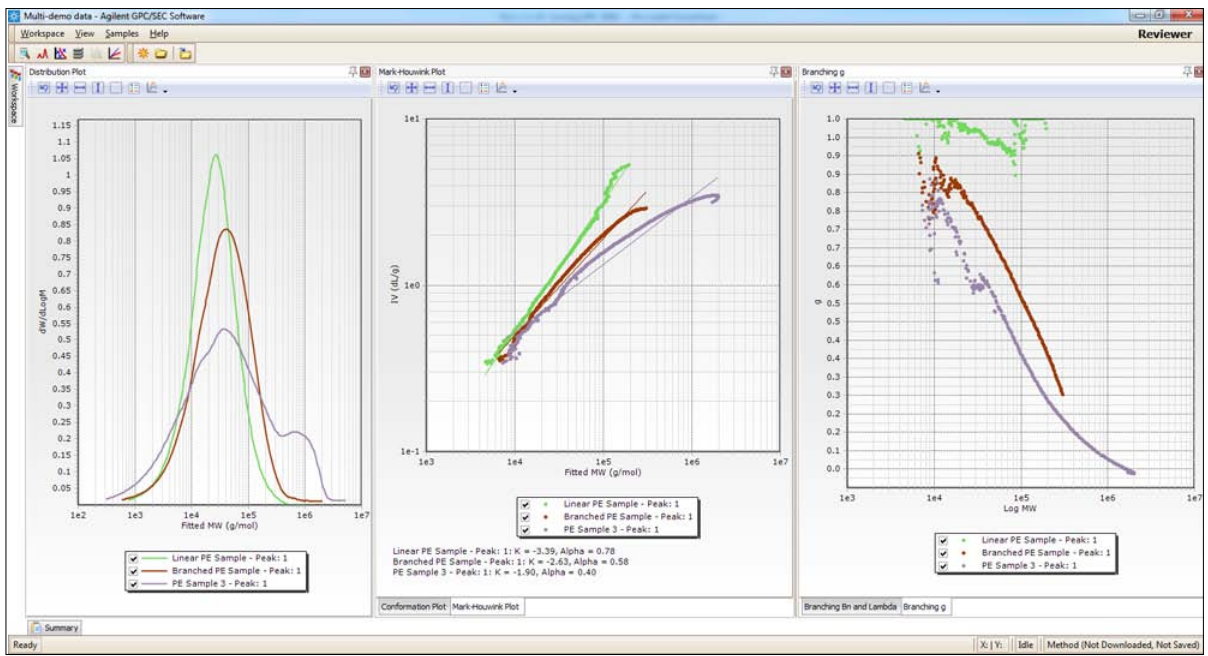 Multi-demo data - Agilent GPC/SEC Software
Workspace View Samples Help
Reviewer
Workspace
Distribution Plot
1.15
1.1
1.05
1
0.95
0.9
0.85
0.8
0.75
0.7
0.65
0.6
0.55
0.5
0.45
0.4
0.35
0.3
0.25
0.2
0.15
0.1
0.05
dW/dLogM
1e2 1e3 1e4 1e5 1e6 1e7
Fitted MW (g/mol)
Linear PE Sample - Peak: 1
Branched PE Sample - Peak: 1
PE Sample 3 - Peak: 1
Mark-Houwink Plot
1e1
1e0
1e-1
IV (dL/g)
1e3 1e4 1e5 1e6 1e7
Fitted MW (g/mol)
Linear PE Sample - Peak: 1
Branched PE Sample - Peak: 1
PE Sample 3 - Peak: 1
Linear PE Sample - Peak: 1: K = -3.39, Alpha = 0.78
Branched PE Sample - Peak: 1: K = -2.63, Alpha = 0.58
PE Sample 3 - Peak: 1: K = -1.90, Alpha = 0.40
Conformation Plot Mark-Houwink Plot
Branching g
1.0
1.0
0.9
0.9
0.8
0.8
0.7
0.7
0.6
0.6
0.5
0.5
0.4
0.4
0.3
0.3
0.2
0.2
0.1
0.0
g
1e3 1e4 1e5 1e6 1e7
Log MW
Linear PE Sample - Peak: 1
Branched PE Sample - Peak: 1
PE Sample 3 - Peak: 1
Branching Bn and Lambda Branching g
Summary
Ready
X: | Y: Idle Method (Not Downloaded, Not Saved)